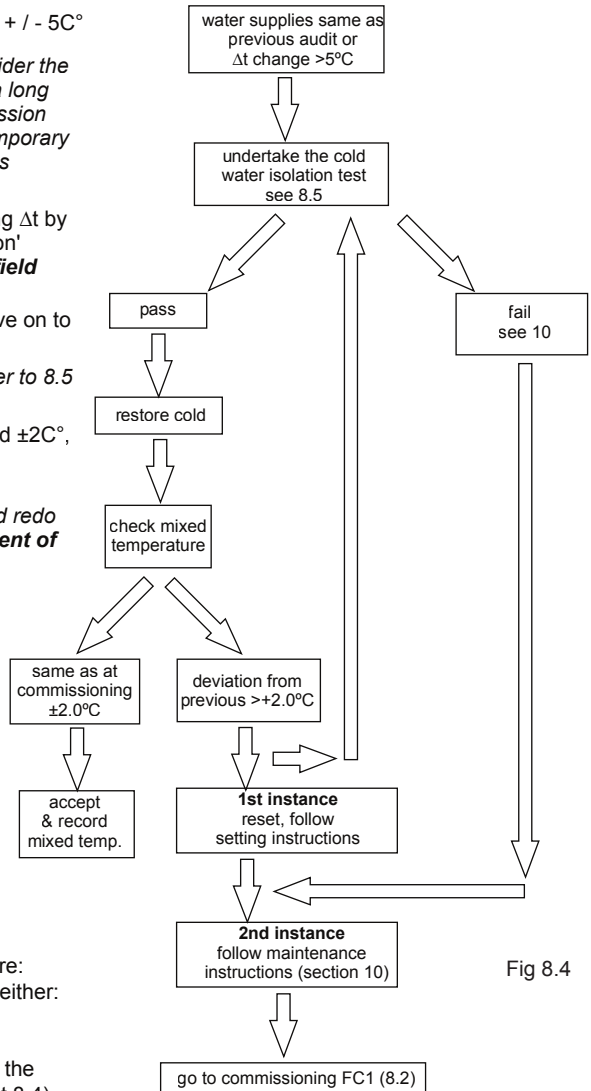 + / - 5C°
ider the
a long
ission
mporary
s
g Δt by
on'
field
ve on to
er to 8.5
d ±2C°,
d redo
ent of
re:
either:
the
t 8.4)
water supplies same as
previous audit or
Δt change >5ºC
undertake the cold
water isolation test
see 8.5
pass
fail
see 10
restore cold
check mixed
temperature
same as at
commissioning
±2.0ºC
deviation from
previous >+2.0ºC
accept
& record
mixed temp.
1st instance
reset, follow
setting instructions
2nd instance
follow maintenance
instructions (section 10)
Fig 8.4
go to commissioning FC1 (8.2)